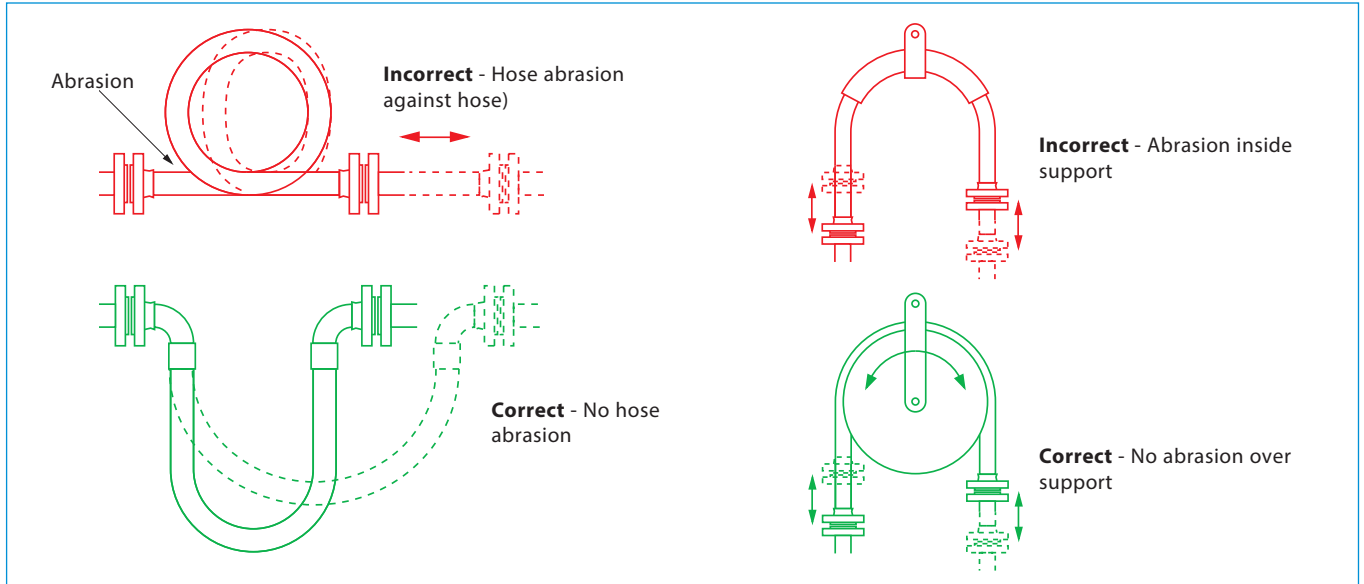 Abrasion
Incorrect - Hose abrasion
against hose)
Incorrect - Abrasion inside
support
Correct - No hose
abrasion
Correct - No abrasion over
support